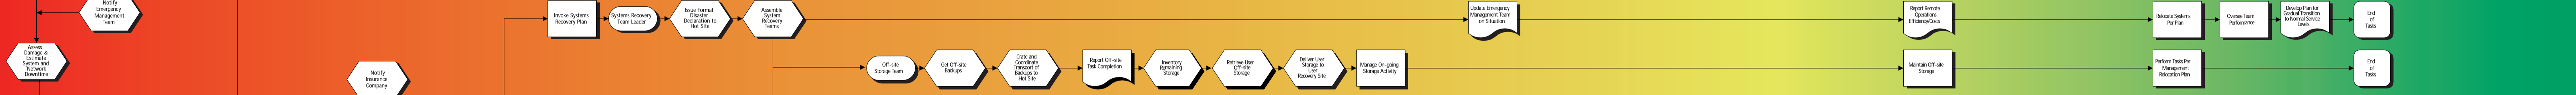 Notify
Emergency
Management
Team
Assess
Damage &
Estimate
System and
Network
Downtime
Notify
Insurance
Company
Invoke Systems
Recovery Plan
Systems Recovery
Team Leader
Issue Formal
Disaster
Declaration to
Hot Site
Assemble
System
Recovery
Teams
Update Emergency
Management Team
on Situation
Report Remote
Operations
Efficiency/Costs
Relocate Systems
Per Plan
Oversee Team
Performance
Develop Plan for
Gradual Transition
to Normal Service
Levels
End
of
Tasks
Off-site
Storage Team
Get Off-site
Backups
Crate and
Coordinate
Transport of
Backups to
Hot Site
Report Off-site
Task Completion
Inventory
Remaining
Storage
Retrieve User
Off-site
Storage
Deliver User
Storage to
User
Recovery Site
Manage On-going
Storage Activity
Maintain Off-site
Storage
Perform Tasks Per
Management
Relocation Plan
End
of
Tasks